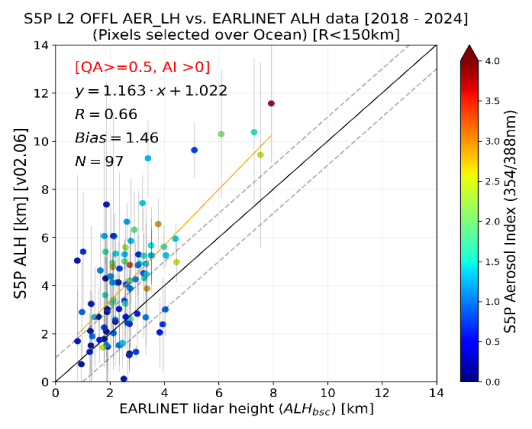 S5P L2 OFFL AER_LH vs. EARLINET ALH data [2018 - 2024]
(Pixels selected over Ocean) [R<150km]
[QA>=0.5, AI >0]
y = 1.163 · x + 1.022
R = 0.66
Bias = 1.46
N = 97
S5P ALH [km] [v02.06]
14
12
10
8
6
4
2
0
0 2 4 6 8 10 12 14
EARLINET lidar height (ALH_bsc) [km]
4.0
3.5
3.0
2.5
2.0
1.5
1.0
0.5
0.0
S5P Aerosol Index (354/388nm)